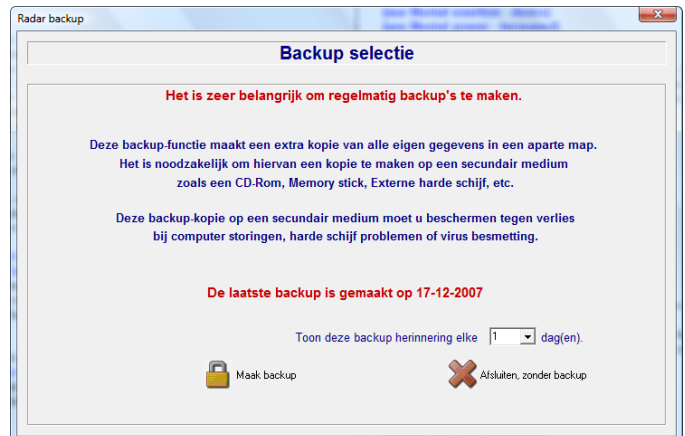 Radar backup
Backup selectie
Het is zeer belangrijk om regelmatig backup's te maken.
Deze backup-functie maakt een extra kopie van alle eigen gegevens in een aparte map.
Het is noodzakelijk om hiervan een kopie te maken op een secundair medium
zoals een CD-Rom, Memory stick, Externe harde schijf, etc.
Deze backup-kopie op een secundair medium moet u beschermen tegen verlies
bij computer storingen, harde schijf problemen of virus besmetting.
De laatste backup is gemaakt op 17-12-2007
Toon deze backup herinnering elke 1 dag(en).
Maak backup
Afsluiten, zonder backup